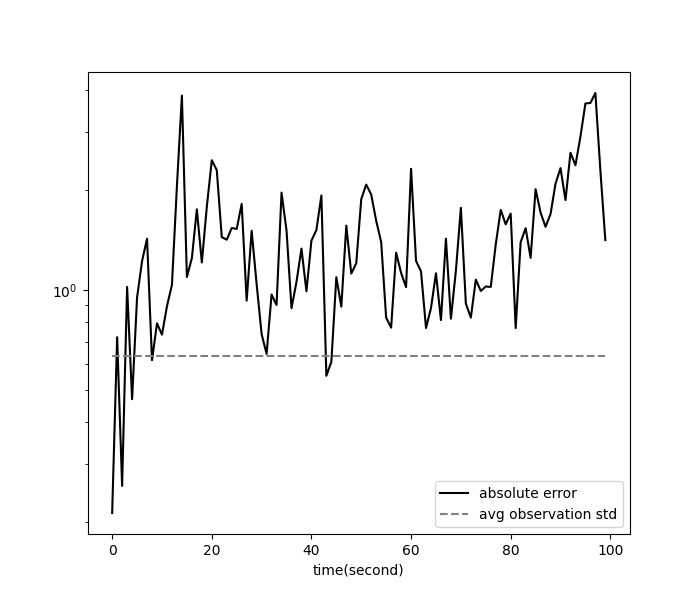 10⁰
absolute error
avg observation std
0 20 40 60 80 100
time(second)